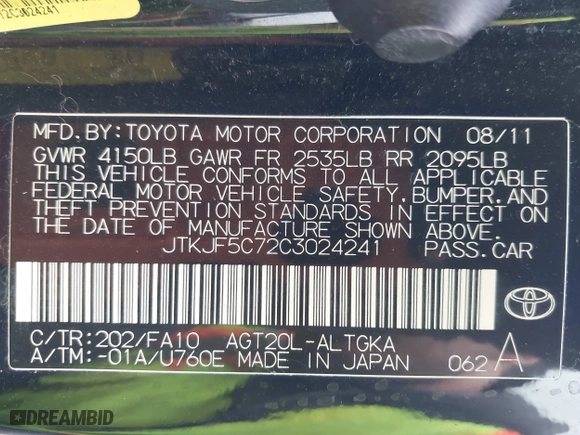 2C3024241
MFD.BY:TOYOTA MOTOR CORPORATION 08/11
GVWR 4150LB GAWR FR 2535LB RR 2095LB
THIS VEHICLE CONFORMS TO ALL APPLICABLE
FEDERAL MOTOR VEHICLE SAFETY, BUMPER, AND
THEFT PREVENTION STANDARDS IN EFFECT ON
THE DATE OF MANUFACTURE SHOWN ABOVE.
JTKJF5C72C3024241 PASS.CAR
C/TR:202/FA10 AGT20L-ALTGKA
A/TM:-01A/U760E MADE IN JAPAN 062 A
DREAMBID